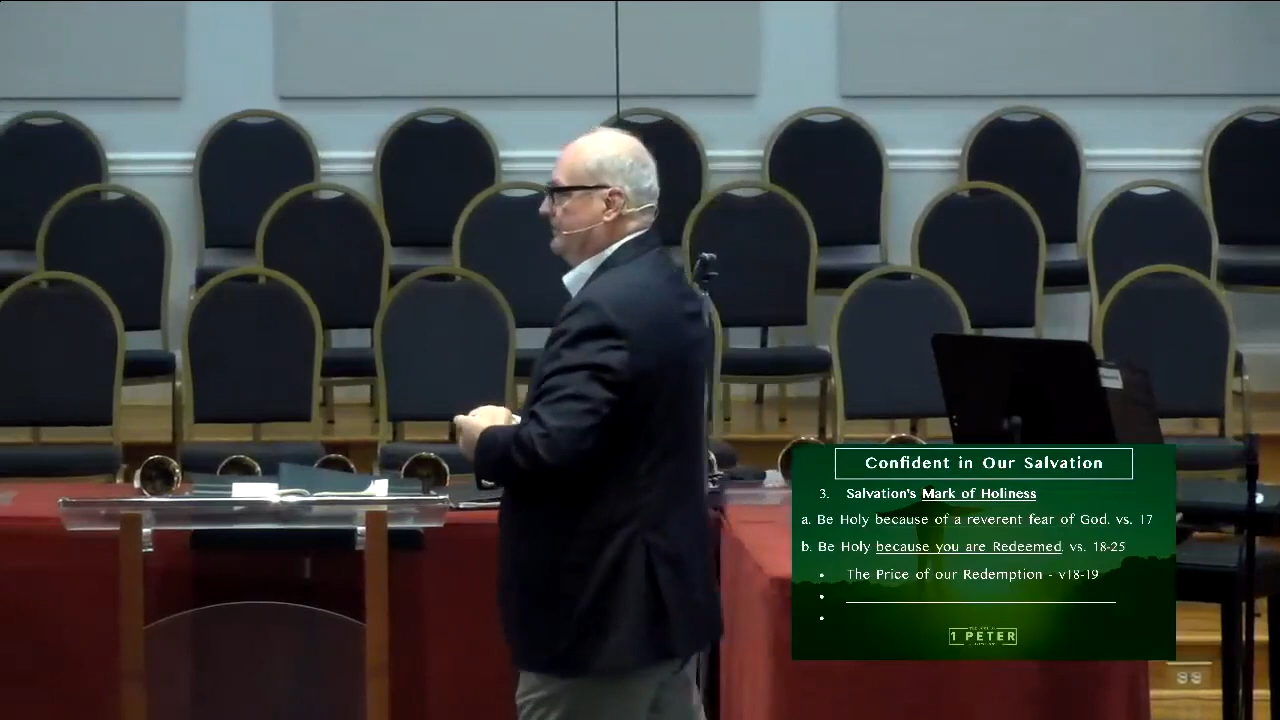 Confident in Our Salvation
3. Salvation's Mark of Holiness
a. Be Holy because of a reverent fear of God. vs. 17
b. Be Holy because you are Redeemed. vs. 18-25
• The Price of our Redemption - v18-19
•
•
1 PETER